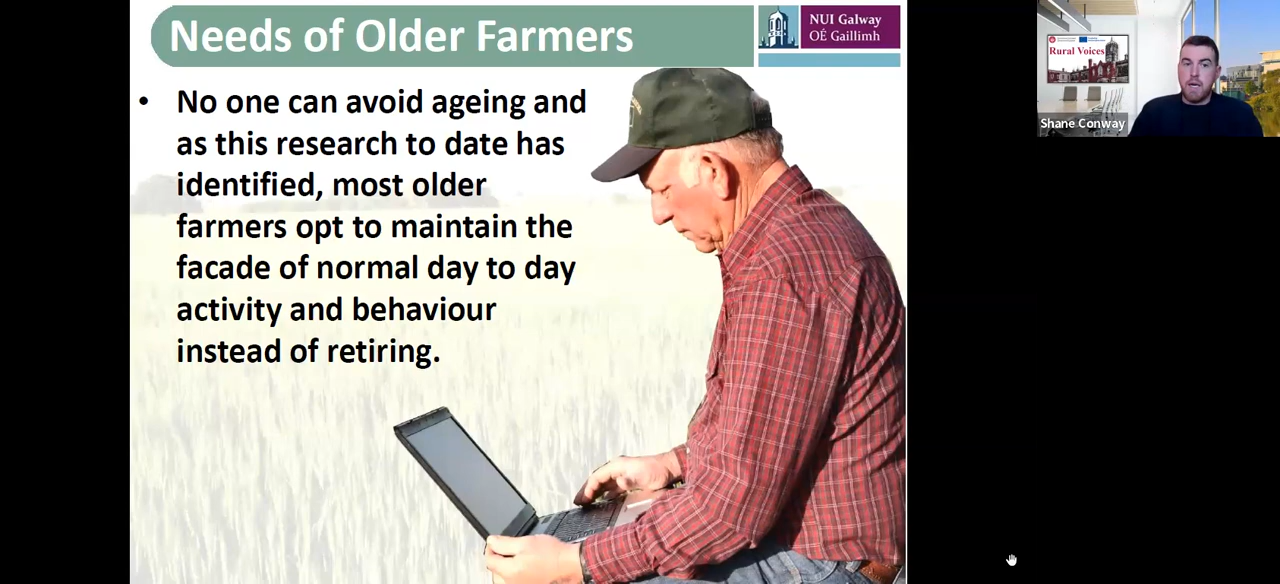 Needs of Older Farmers
NUI Galway
OÉ Gaillimh
• No one can avoid ageing and
as this research to date has
identified, most older
farmers opt to maintain the
facade of normal day to day
activity and behaviour
instead of retiring.
Rural Voices
Shane Conway